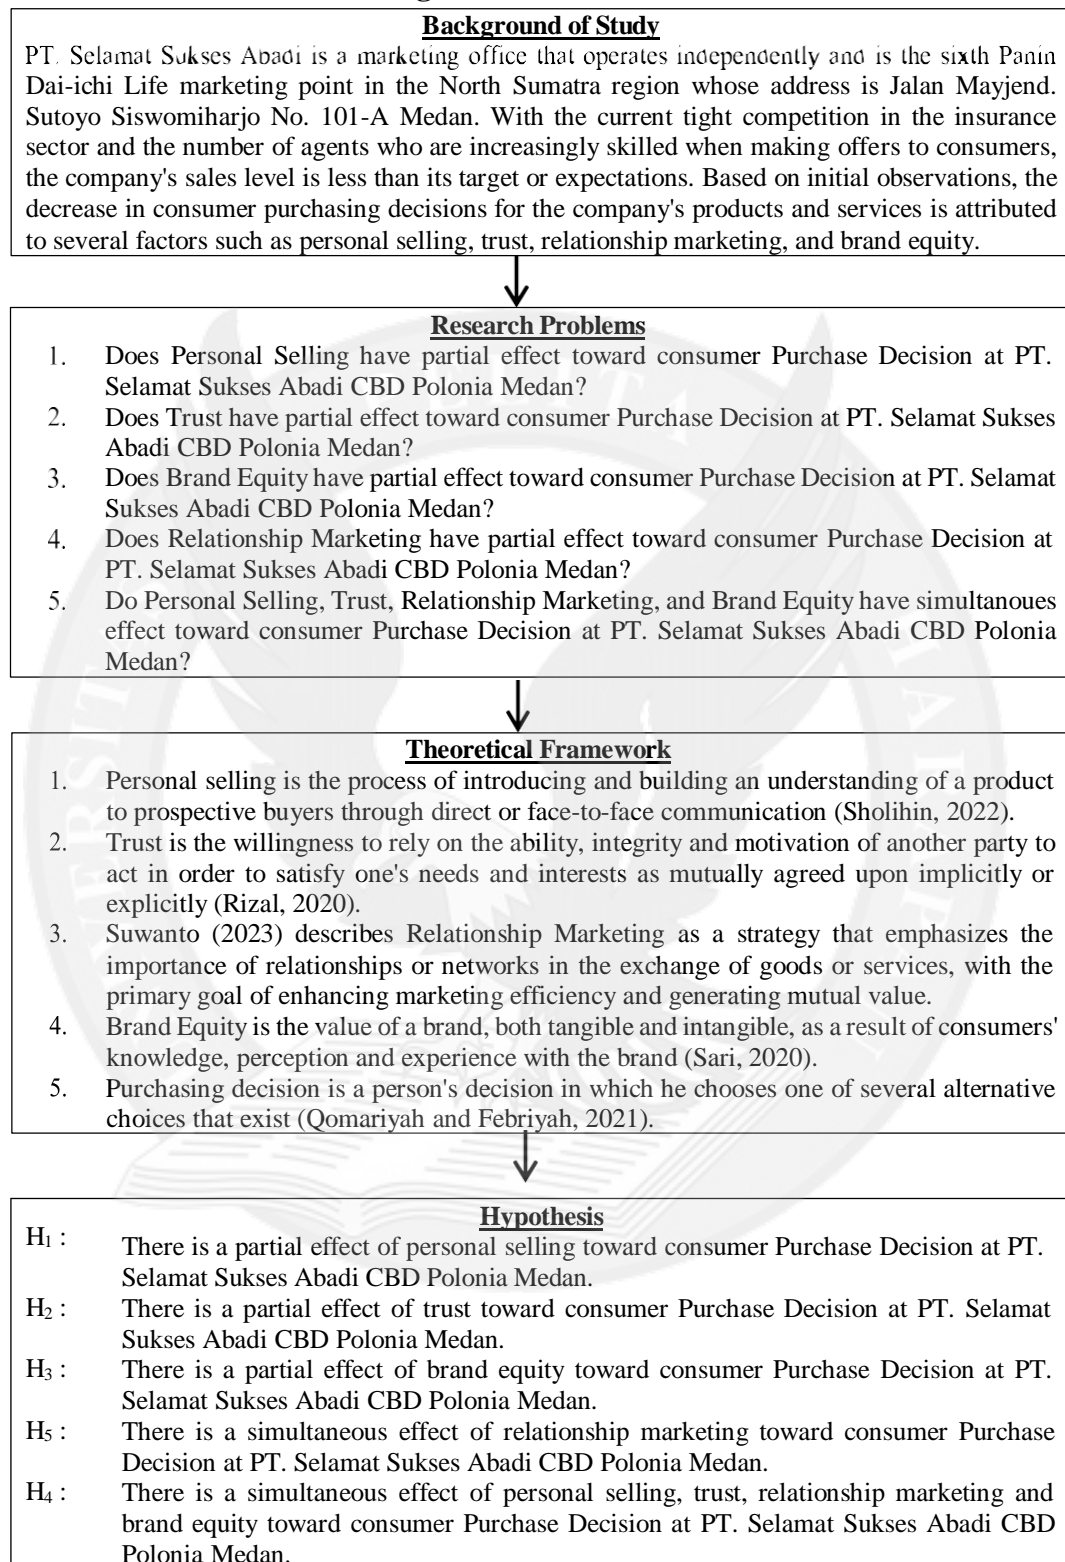 Background of Study
PT. Selamat Sukses Abadi is a marketing office that operates independently and is the sixth Panin
Dai-ichi Life marketing point in the North Sumatra region whose address is Jalan Mayjend.
Sutoyo Siswomiharjo No. 101-A Medan. With the current tight competition in the insurance
sector and the number of agents who are increasingly skilled when making offers to consumers,
the company's sales level is less than its target or expectations. Based on initial observations, the
decrease in consumer purchasing decisions for the company's products and services is attributed
to several factors such as personal selling, trust, relationship marketing, and brand equity.
Research Problems
1. Does Personal Selling have partial effect toward consumer Purchase Decision at PT.
Selamat Sukses Abadi CBD Polonia Medan?
2. Does Trust have partial effect toward consumer Purchase Decision at PT. Selamat Sukses
Abadi CBD Polonia Medan?
3. Does Brand Equity have partial effect toward consumer Purchase Decision at PT. Selamat
Sukses Abadi CBD Polonia Medan?
4. Does Relationship Marketing have partial effect toward consumer Purchase Decision at
PT. Selamat Sukses Abadi CBD Polonia Medan?
5. Do Personal Selling, Trust, Relationship Marketing, and Brand Equity have simultanoues
effect toward consumer Purchase Decision at PT. Selamat Sukses Abadi CBD Polonia
Medan?
Theoretical Framework
1. Personal selling is the process of introducing and building an understanding of a product
to prospective buyers through direct or face-to-face communication (Sholihin, 2022).
2. Trust is the willingness to rely on the ability, integrity and motivation of another party to
act in order to satisfy one's needs and interests as mutually agreed upon implicitly or
explicitly (Rizal, 2020).
3. Suwanto (2023) describes Relationship Marketing as a strategy that emphasizes the
importance of relationships or networks in the exchange of goods or services, with the
primary goal of enhancing marketing efficiency and generating mutual value.
4. Brand Equity is the value of a brand, both tangible and intangible, as a result of consumers'
knowledge, perception and experience with the brand (Sari, 2020).
5. Purchasing decision is a person's decision in which he chooses one of several alternative
choices that exist (Qomariyah and Febriyah, 2021).
Hypothesis
H₁ : There is a partial effect of personal selling toward consumer Purchase Decision at PT.
Selamat Sukses Abadi CBD Polonia Medan.
H₂ : There is a partial effect of trust toward consumer Purchase Decision at PT. Selamat
Sukses Abadi CBD Polonia Medan.
H₃ : There is a partial effect of brand equity toward consumer Purchase Decision at PT.
Selamat Sukses Abadi CBD Polonia Medan.
H₅ : There is a simultaneous effect of relationship marketing toward consumer Purchase
Decision at PT. Selamat Sukses Abadi CBD Polonia Medan.
H₄ : There is a simultaneous effect of personal selling, trust, relationship marketing and
brand equity toward consumer Purchase Decision at PT. Selamat Sukses Abadi CBD
Polonia Medan.